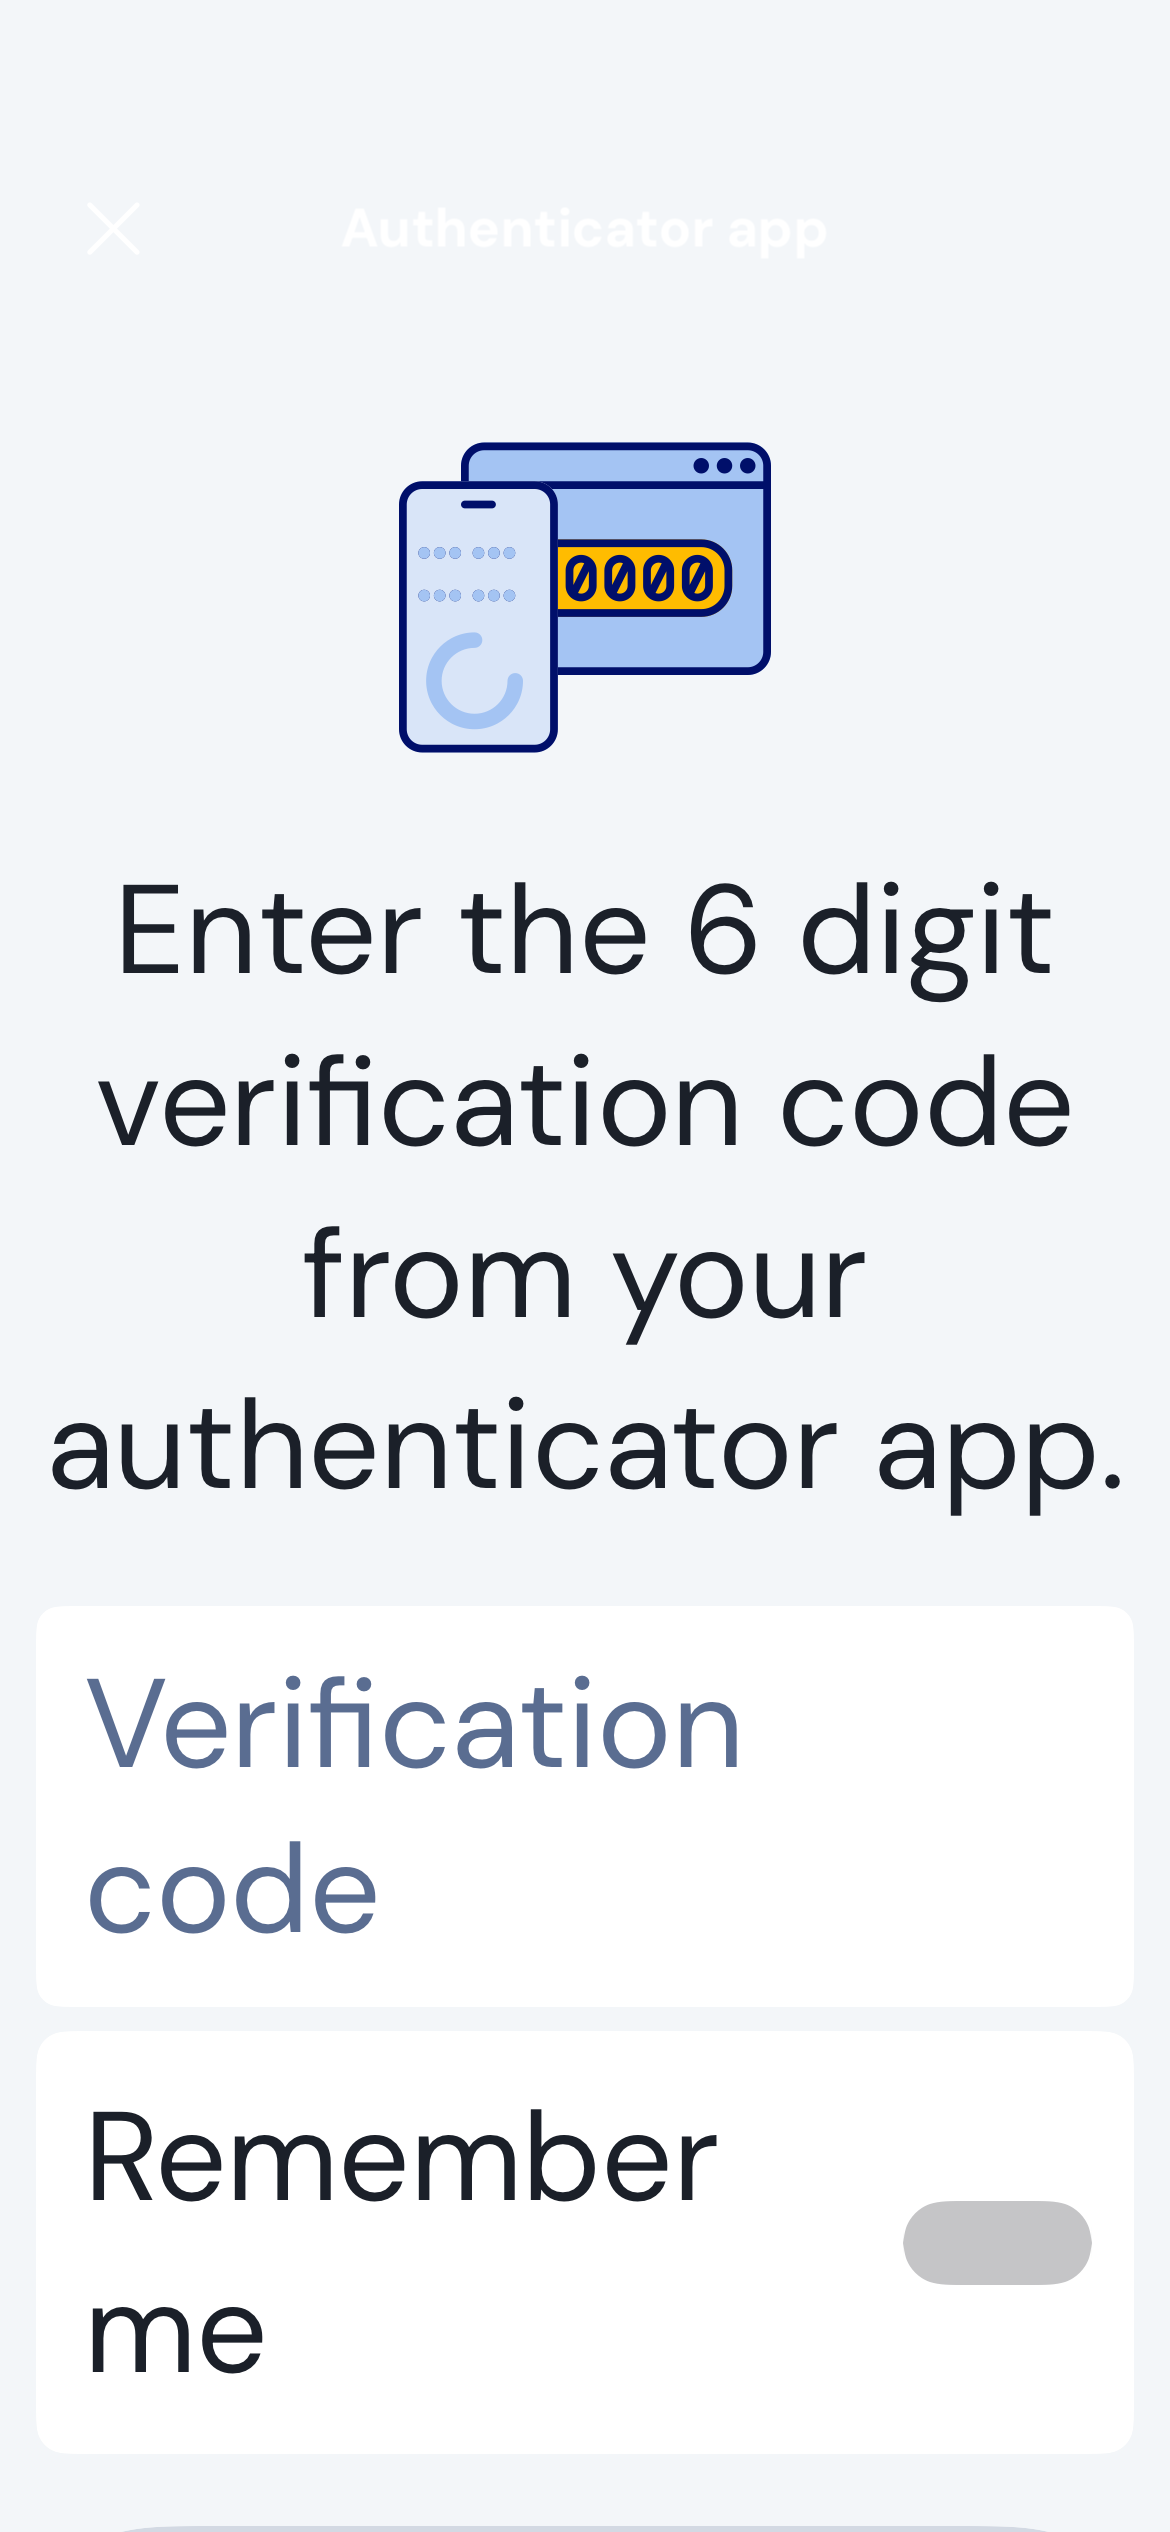 Authenticator app
0000
Enter the 6 digit
verification code
from your
authenticator app.
Verification
code
Remember
me